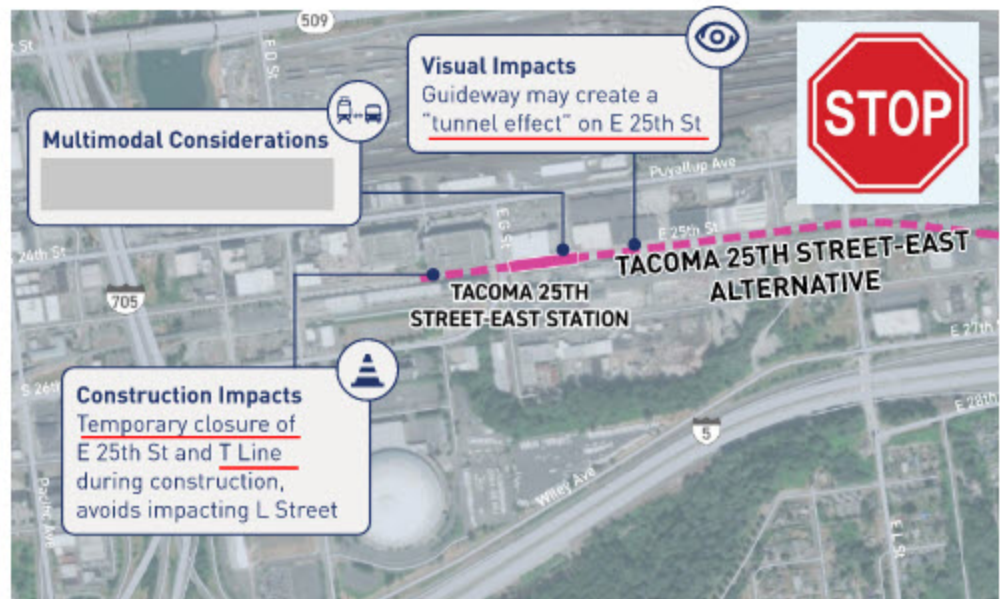 509
E D St
Visual Impacts
Guideway may create a
“tunnel effect” on E 25th St
STOP
Multimodal Considerations
Puyallup Ave
E G St
E 25th St
24th St
TACOMA 25TH STREET-EAST
ALTERNATIVE
705
TACOMA 25TH
STREET-EAST STATION
E 27th
S 26th
Construction Impacts
Temporary closure of
E 25th St and T Line
during construction,
avoids impacting L Street
5
E 28th
Wiley Ave
Pacific Ave
E L St